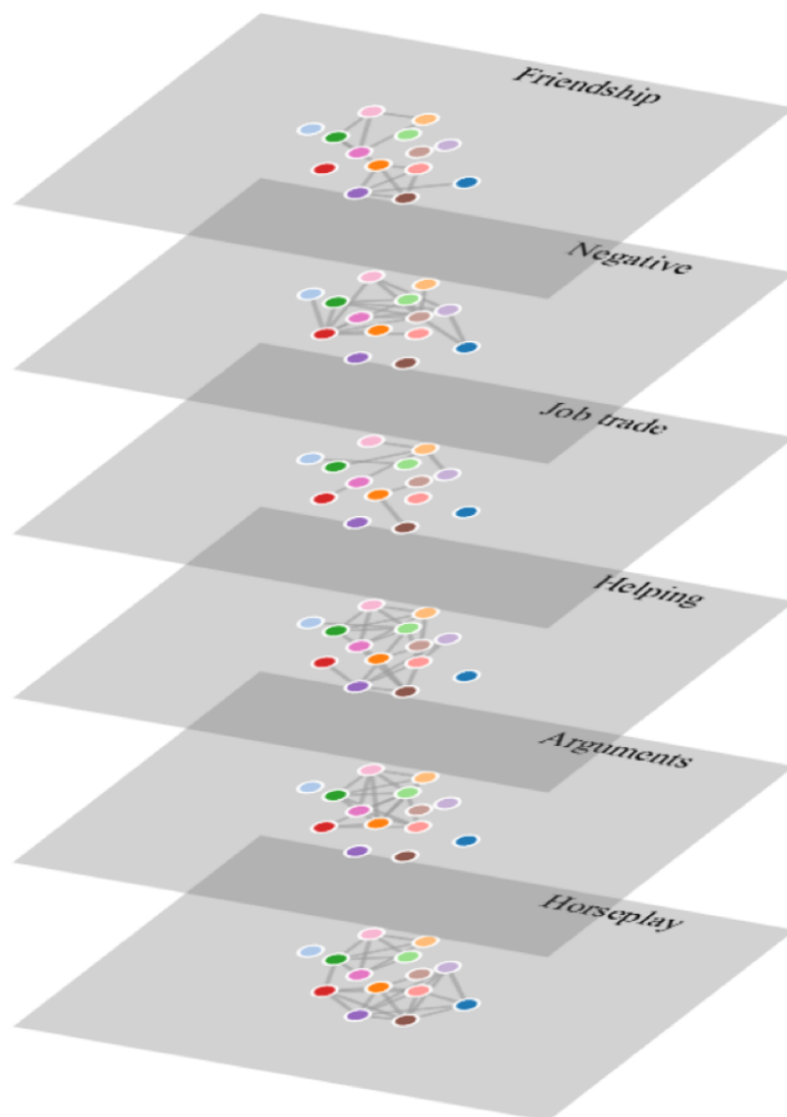 Friendship
Negative
Job trade
Helping
Arguments
Horseplay